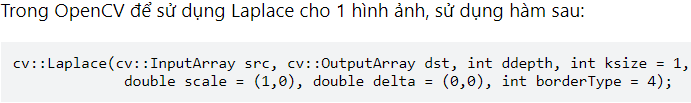 Trong OpenCV để sử dụng Laplace cho 1 hình ảnh, sử dụng hàm sau:
cv::Laplace(cv::InputArray src, cv::OutputArray dst, int ddepth, int ksize = 1,
double scale = (1,0), double delta = (0,0), int borderType = 4);